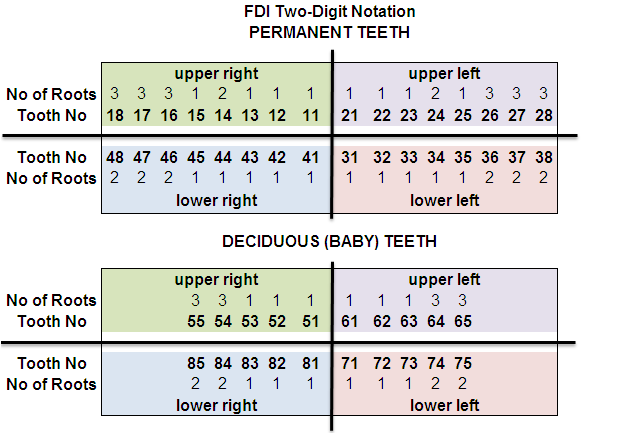 FDI Two-Digit Notation
PERMANENT TEETH
upper right upper left
No of Roots 3 3 3 1 2 1 1 1 1 1 1 2 1 3 3 3
Tooth No 18 17 16 15 14 13 12 11 21 22 23 24 25 26 27 28
Tooth No 48 47 46 45 44 43 42 41 31 32 33 34 35 36 37 38
No of Roots 2 2 2 1 1 1 1 1 1 1 1 1 1 2 2 2
lower right lower left
DECIDUOUS (BABY) TEETH
upper right upper left
No of Roots 3 3 1 1 1 1 1 1 3 3
Tooth No 55 54 53 52 51 61 62 63 64 65
Tooth No 85 84 83 82 81 71 72 73 74 75
No of Roots 2 2 1 1 1 1 1 1 2 2
lower right lower left